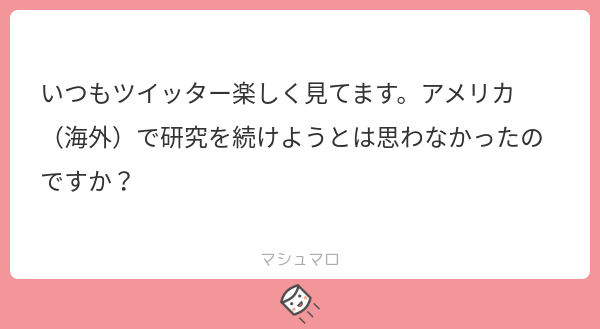 いつもツイッター楽しく見てます。アメリカ
（海外）で研究を続けようとは思わなかったの
ですか？
マシュマロ